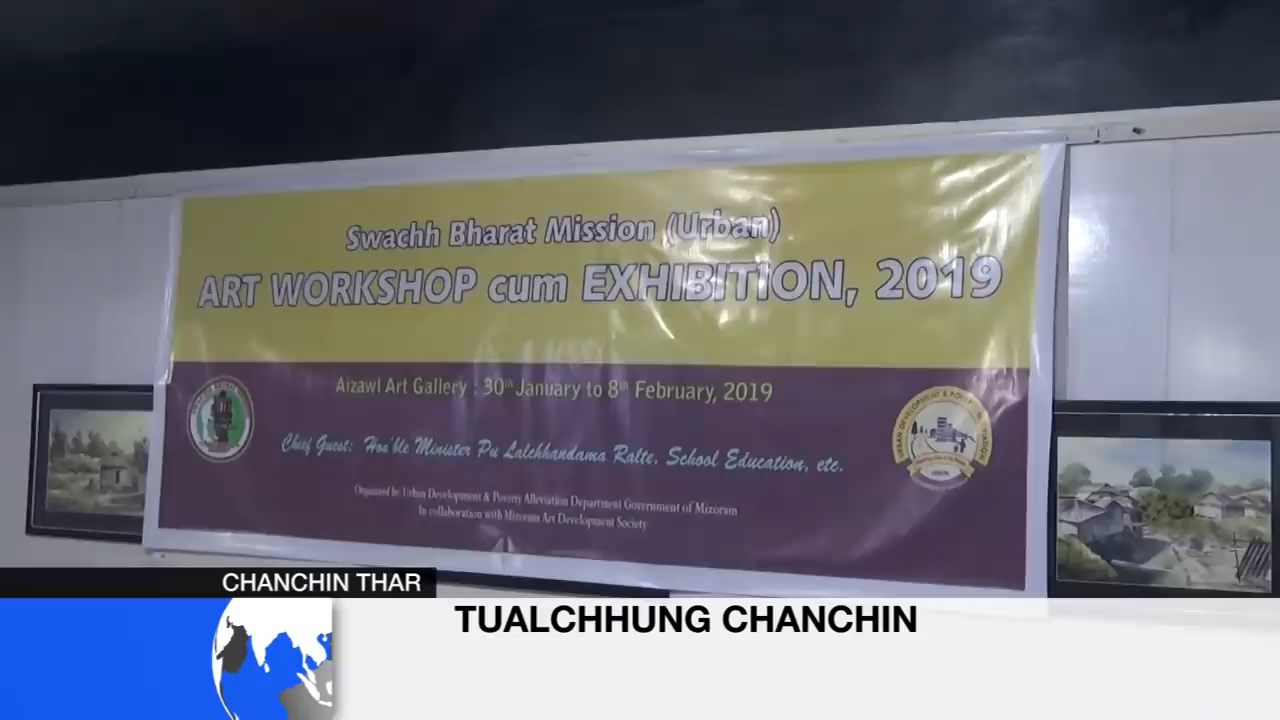 Swachh Bharat Mission (Urban)
ART WORKSHOP cum EXHIBITION, 2019
Aizawl Art Gallery : 30th January to 8th February, 2019
Chief Guest: Hon'ble Minister Pu Lalchhandama Ralte, School Education, etc.
Organised by Urban Development & Poverty Alleviation Department Government of Mizoram
In collaboration with Mizoram Art Development Society
CHANCHIN THAR
TUALCHHUNG CHANCHIN